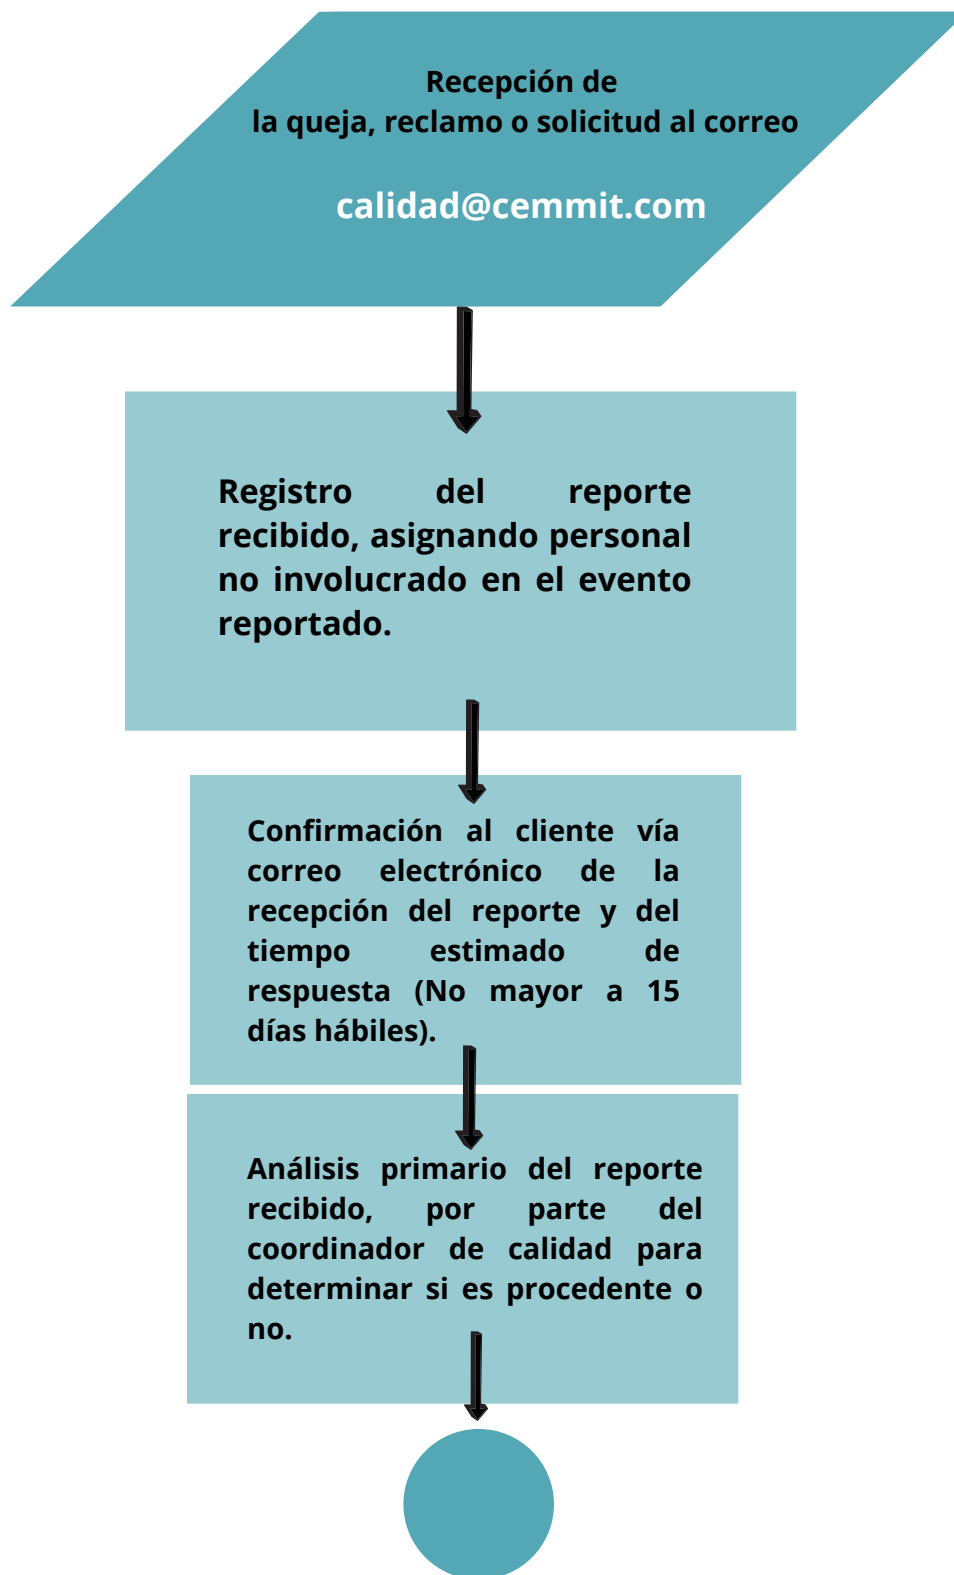 Recepción de
la queja, reclamo o solicitud al correo
calidad@cemmit.com
Registro del reporte
recibido, asignando personal
no involucrado en el evento
reportado.
Confirmación al cliente vía
correo electrónico de la
recepción del reporte y del
tiempo estimado de
respuesta (No mayor a 15
días hábiles).
Análisis primario del reporte
recibido, por parte del
coordinador de calidad para
determinar si es procedente o
no.